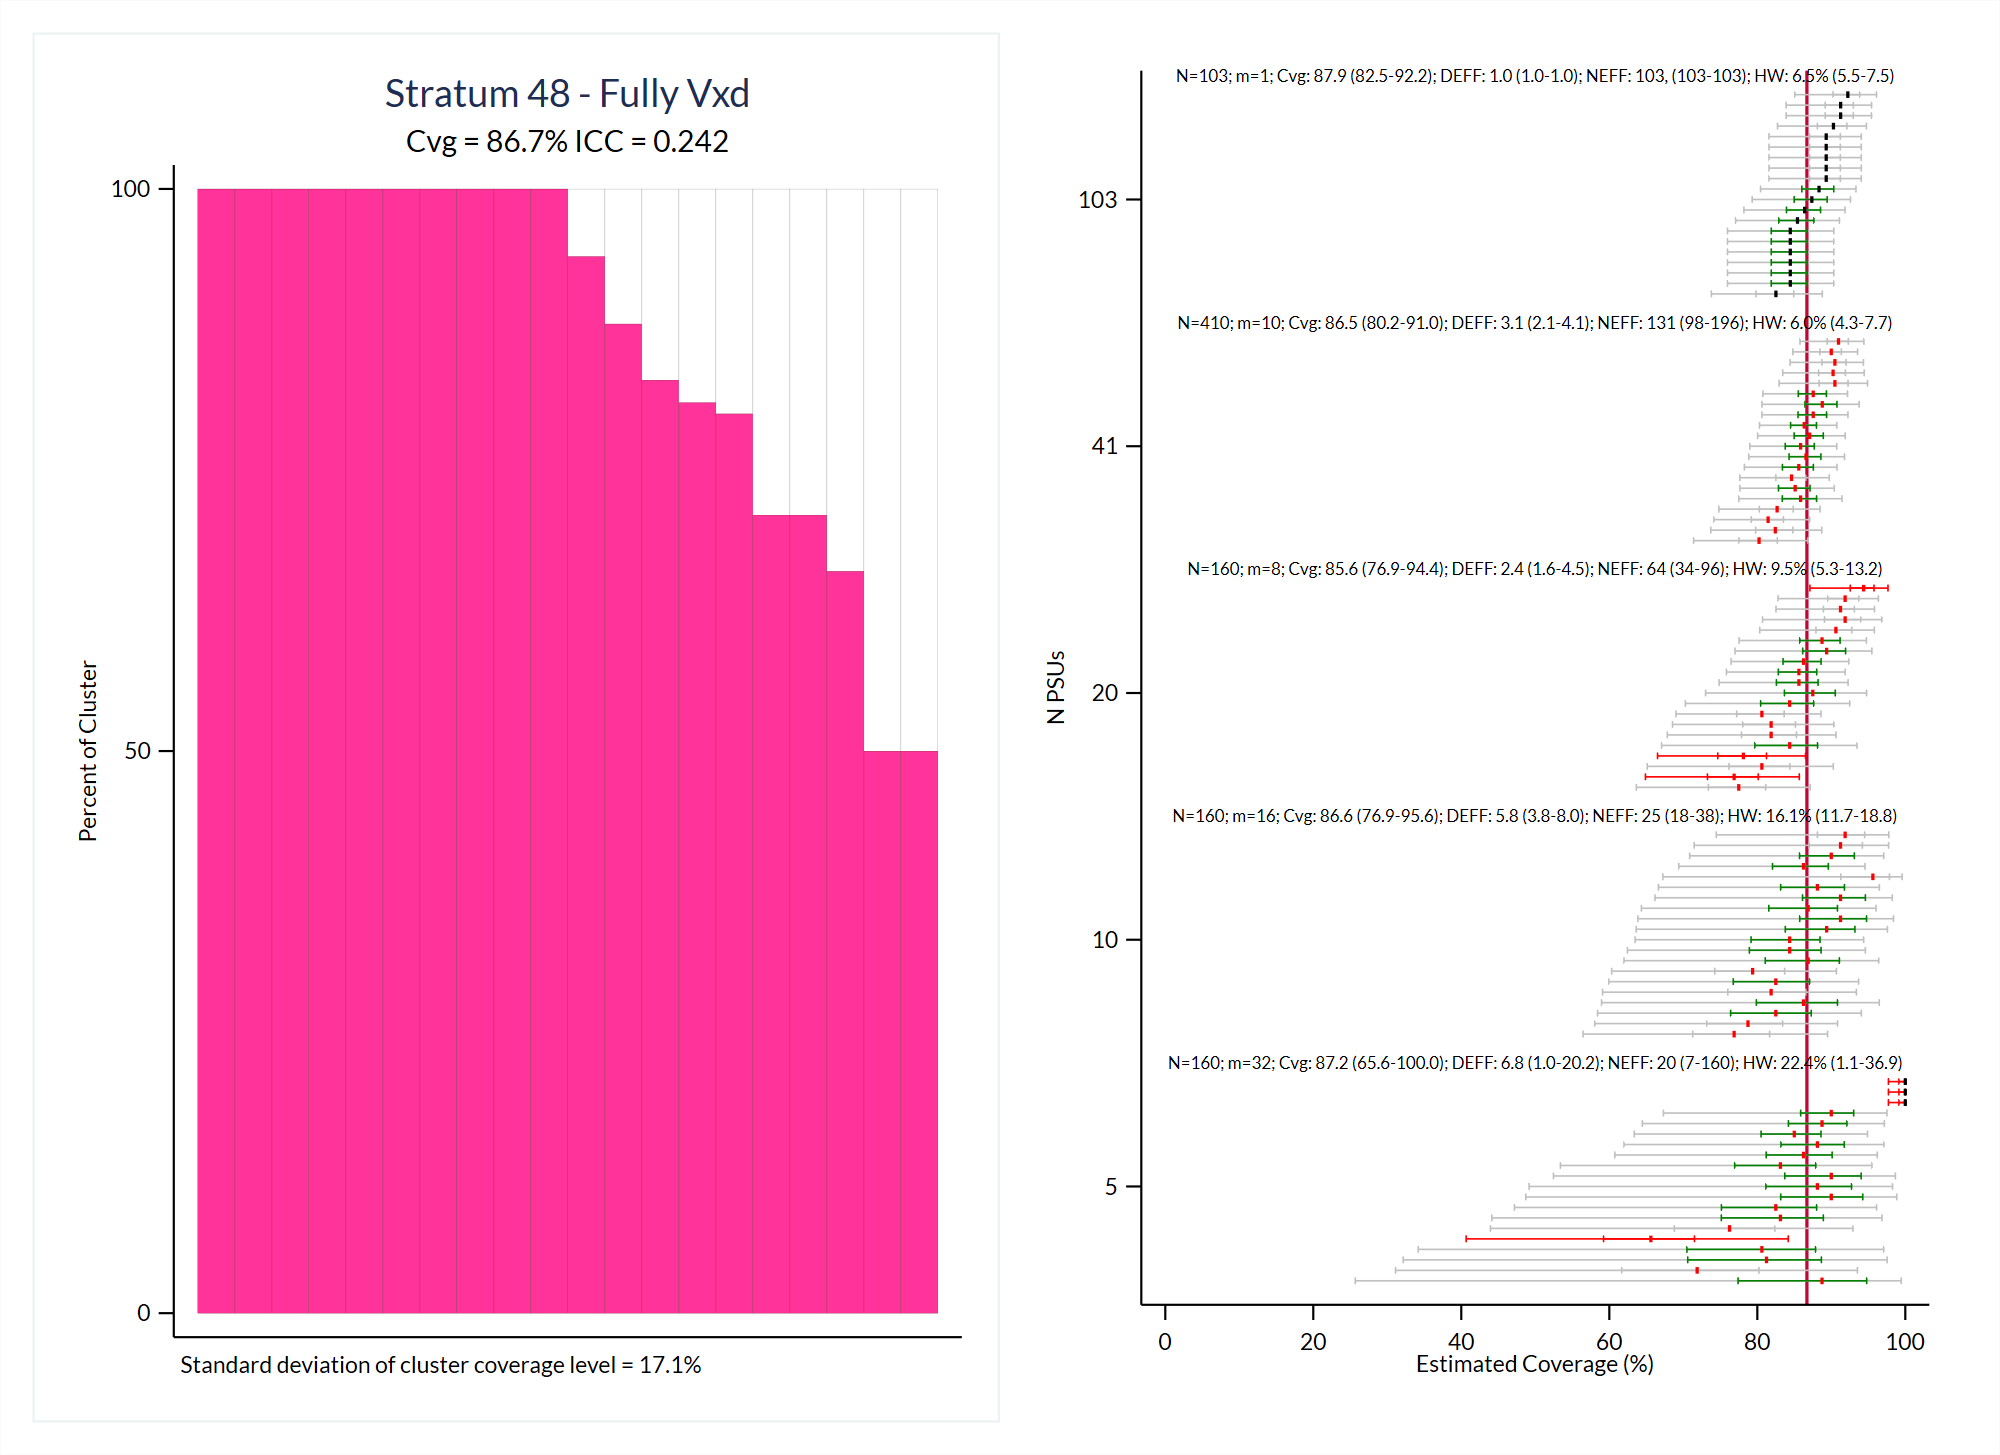 Stratum 48 - Fully Vxd
Cvg = 86.7% ICC = 0.242
100
50
0
Percent of Cluster
Standard deviation of cluster coverage level = 17.1%
N=103; m=1; Cvg: 87.9 (82.5-92.2); DEFF: 1.0 (1.0-1.0); NEFF: 103, (103-103); HW: 6.5% (5.5-7.5)
103
N=410; m=10; Cvg: 86.5 (80.2-91.0); DEFF: 3.1 (2.1-4.1); NEFF: 131 (98-196); HW: 6.0% (4.3-7.7)
41
N=160; m=8; Cvg: 85.6 (76.9-94.4); DEFF: 2.4 (1.6-4.5); NEFF: 64 (34-96); HW: 9.5% (5.3-13.2)
20
N=160; m=16; Cvg: 86.6 (76.9-95.6); DEFF: 5.8 (3.8-8.0); NEFF: 25 (18-38); HW: 16.1% (11.7-18.8)
10
N=160; m=32; Cvg: 87.2 (65.6-100.0); DEFF: 6.8 (1.0-20.2); NEFF: 20 (7-160); HW: 22.4% (1.1-36.9)
5
N PSUs
0 20 40 60 80 100
Estimated Coverage (%)